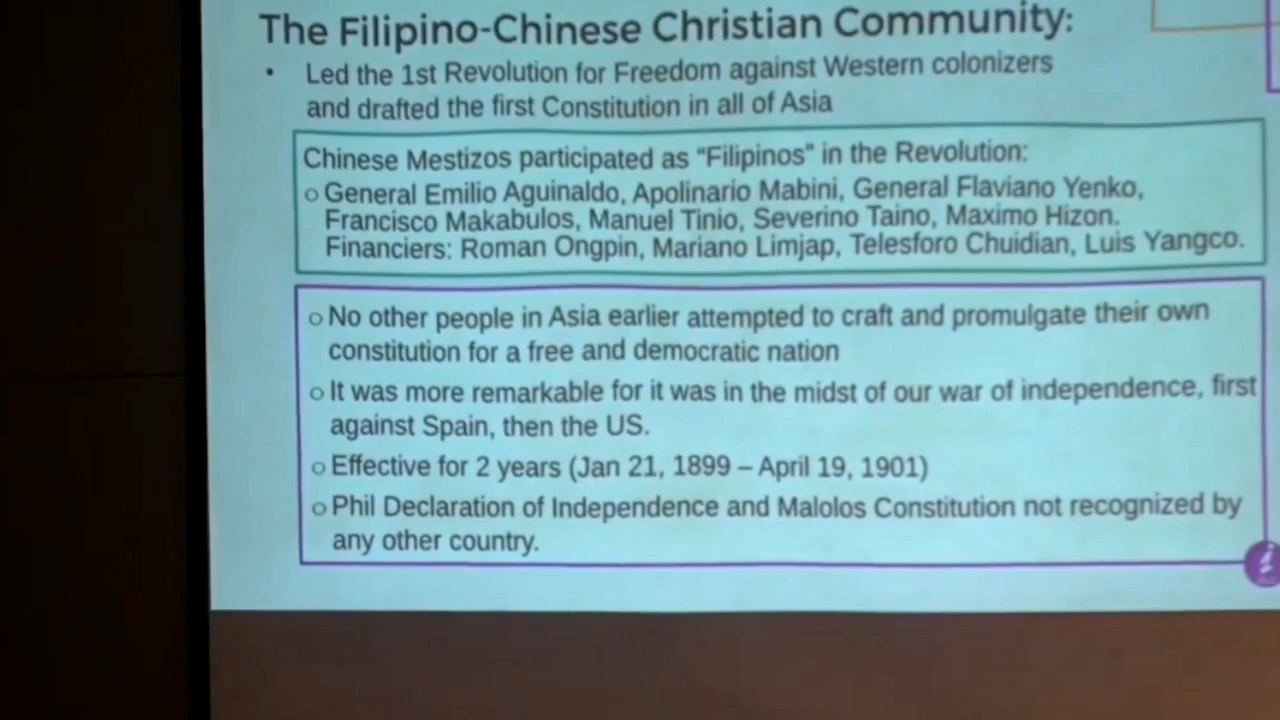 The Filipino-Chinese Christian Community:
• Led the 1st Revolution for Freedom against Western colonizers
and drafted the first Constitution in all of Asia
Chinese Mestizos participated as “Filipinos” in the Revolution:
○ General Emilio Aguinaldo, Apolinario Mabini, General Flaviano Yenko,
Francisco Makabulos, Manuel Tinio, Severino Taino, Maximo Hizon.
Financiers: Roman Ongpin, Mariano Limjap, Telesforo Chuidian, Luis Yangco.
○ No other people in Asia earlier attempted to craft and promulgate their own
constitution for a free and democratic nation
○ It was more remarkable for it was in the midst of our war of independence, first
against Spain, then the US.
○ Effective for 2 years (Jan 21, 1899 – April 19, 1901)
○ Phil Declaration of Independence and Malolos Constitution not recognized by
any other country.